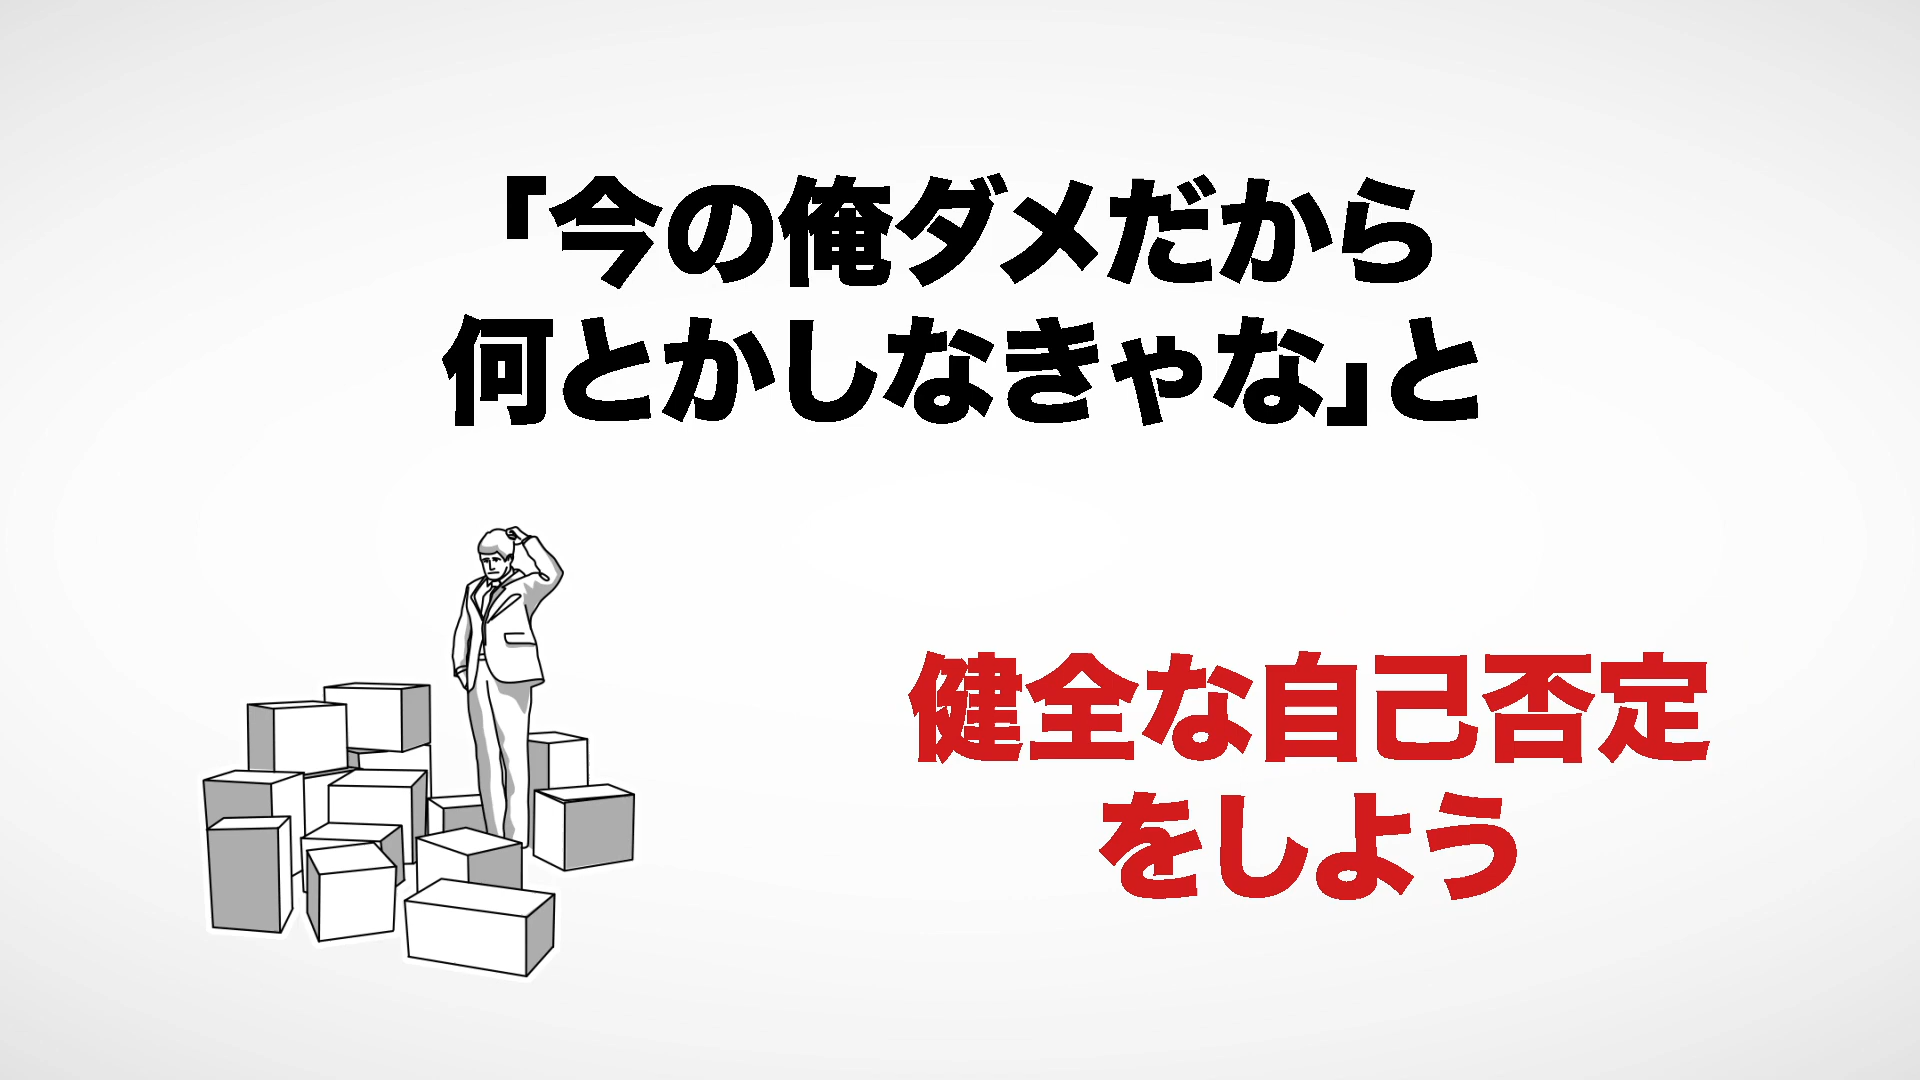 「今の俺ダメだから
何とかしなきゃな」と
健全な自己否定
をしよう